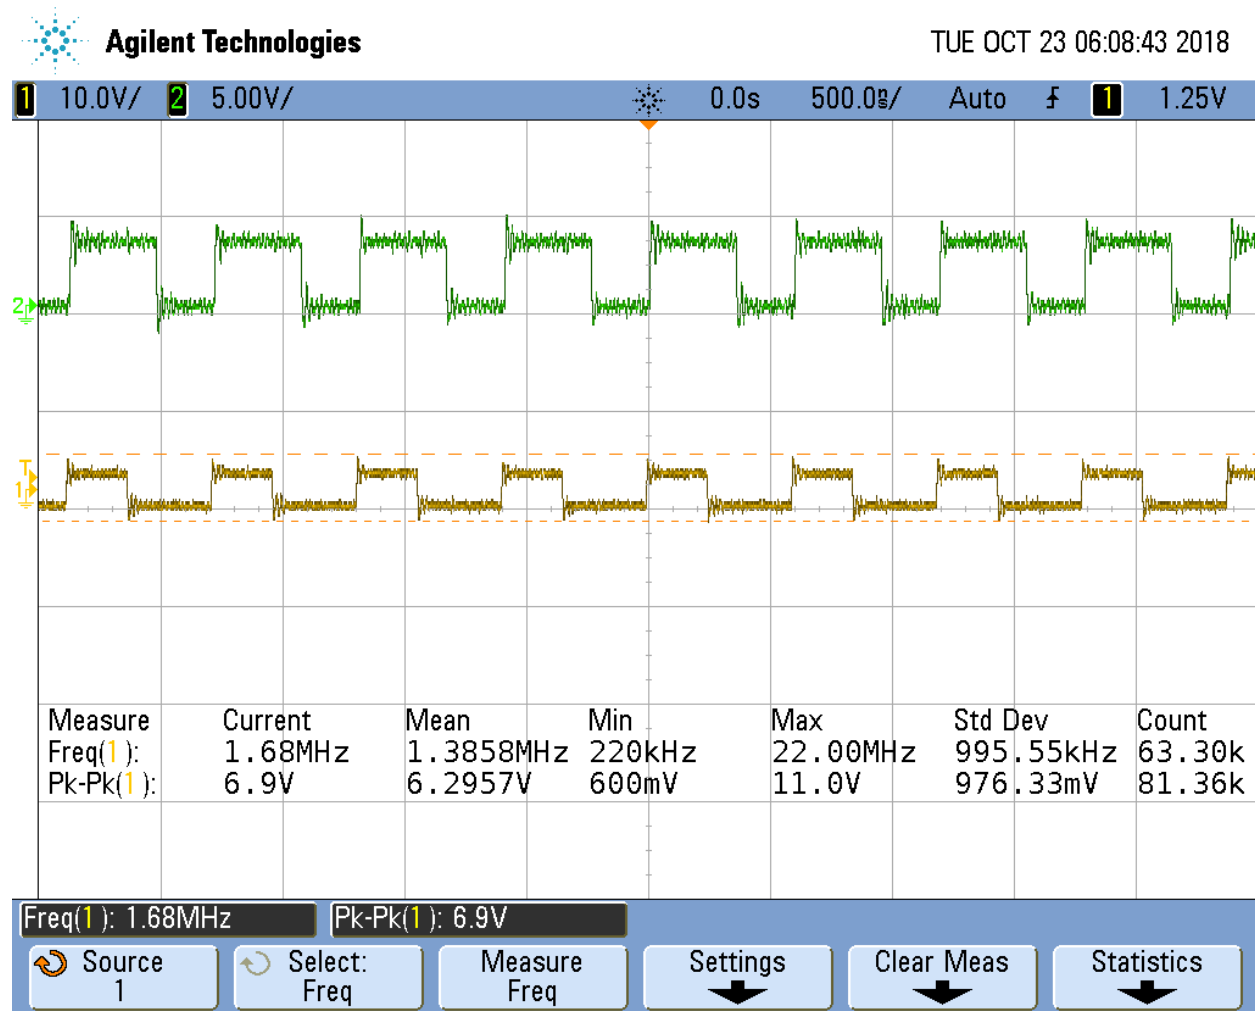 Agilent Technologies TUE OCT 23 06:08:43 2018
1 10.0V/ 2 5.00V/ 0.0s 500.0ns/ Auto 1 1.25V
2
T
1
Measure Current Mean Min Max Std Dev Count
Freq(1): 1.68MHz 1.3858MHz 220kHz 22.00MHz 995.55kHz 63.30k
Pk-Pk(1): 6.9V 6.2957V 600mV 11.0V 976.33mV 81.36k
Freq(1): 1.68MHz Pk-Pk(1): 6.9V
Source Select: Measure Settings Clear Meas Statistics
1 Freq Freq